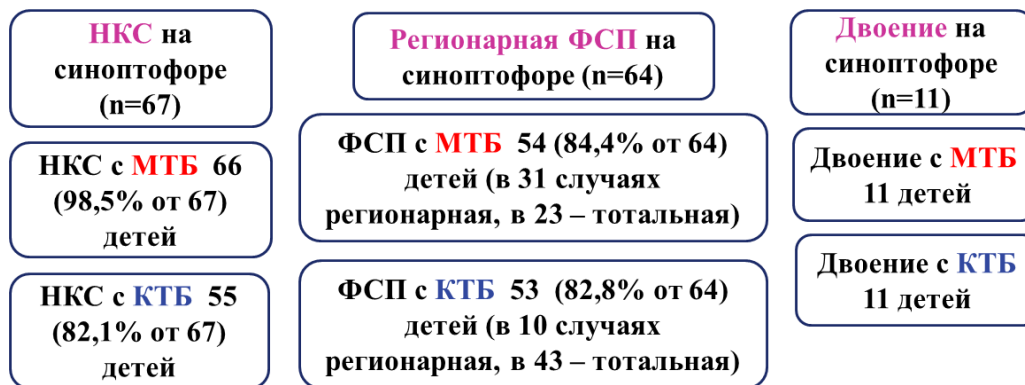 НКС на
синоптофоре
(n=67)
НКС с МТБ 66
(98,5% от 67)
детей
НКС с КТБ 55
(82,1% от 67)
детей
Регионарная ФСП на
синоптофоре (n=64)
ФСП с МТБ 54 (84,4% от 64)
детей (в 31 случаях
регионарная, в 23 – тотальная)
ФСП с КТБ 53 (82,8% от 64)
детей (в 10 случаях
регионарная, в 43 – тотальная)
Двоение на
синоптофоре
(n=11)
Двоение с МТБ
11 детей
Двоение с КТБ
11 детей